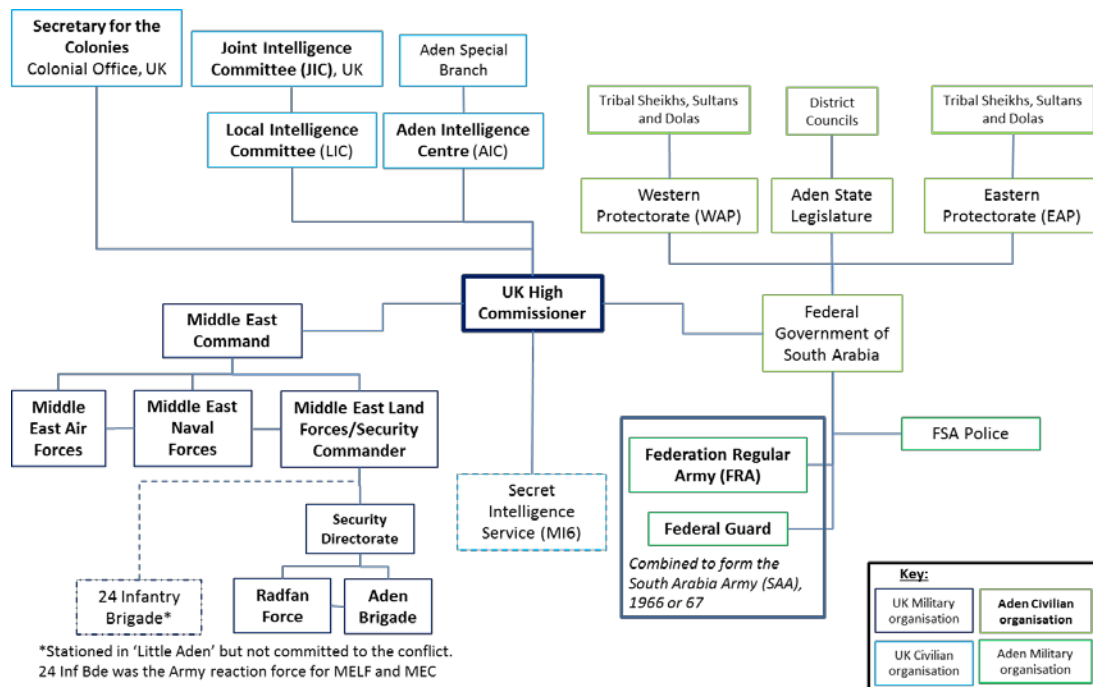 Secretary for the
Colonies
Colonial Office, UK
Joint Intelligence
Committee (JIC), UK
Aden Special
Branch
Local Intelligence
Committee (LIC)
Aden Intelligence
Centre (AIC)
Tribal Sheikhs, Sultans
and Dolas
District
Councils
Tribal Sheikhs, Sultans
and Dolas
Western
Protectorate (WAP)
Aden State
Legislature
Eastern
Protectorate (EAP)
UK High
Commissioner
Middle East
Command
Federal
Government of
South Arabia
Middle
East Air
Forces
Middle East
Naval
Forces
Middle East Land
Forces/Security
Commander
FSA Police
Federation Regular
Army (FRA)
Secret
Intelligence
Service (MI6)
Federal Guard
Security
Directorate
Combined to form the
South Arabia Army (SAA),
1966 or 67
24 Infantry
Brigade*
Radfan
Force
Aden
Brigade
*Stationed in 'Little Aden' but not committed to the conflict.
24 Inf Bde was the Army reaction force for MELF and MEC
Key:
UK Military
organisation
Aden Civilian
organisation
UK Civilian
organisation
Aden Military
organisation